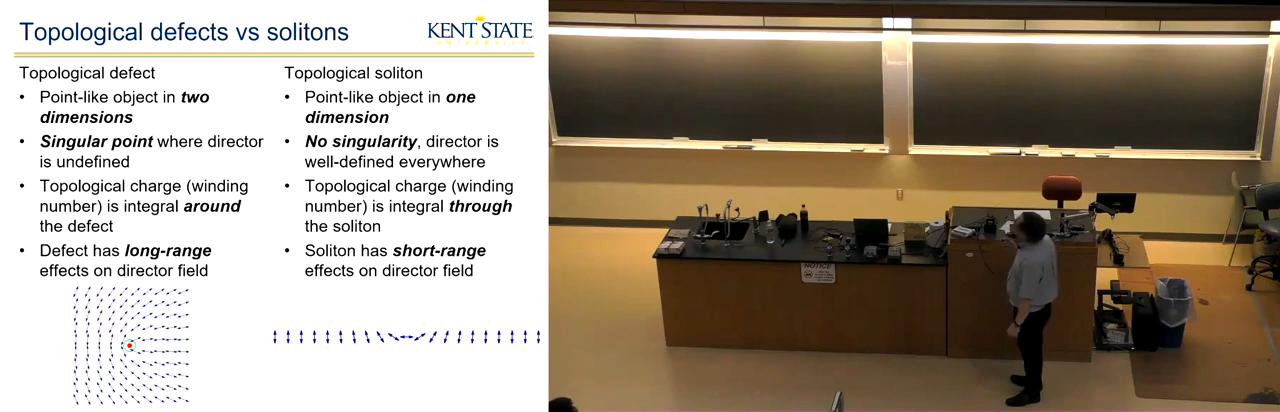 Topological defects vs solitons
KENT STATE
UNIVERSITY
Topological defect
• Point-like object in two
dimensions
• Singular point where director
is undefined
• Topological charge (winding
number) is integral around
the defect
• Defect has long-range
effects on director field
Topological soliton
• Point-like object in one
dimension
• No singularity, director is
well-defined everywhere
• Topological charge (winding
number) is integral through
the soliton
• Soliton has short-range
effects on director field
NOTICE